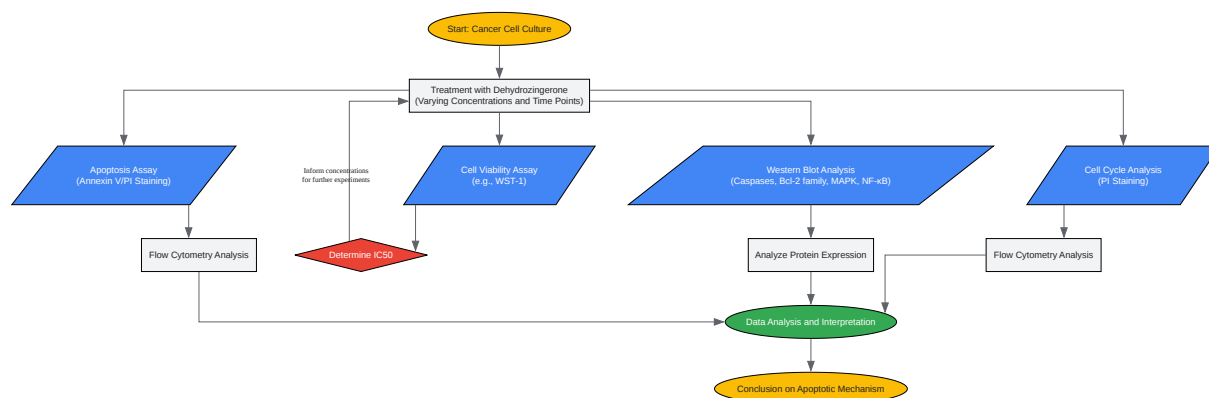 Start: Cancer Cell Culture
Treatment with Dehydrozingerone
(Varying Concentrations and Time Points)
Apoptosis Assay
(Annexin V/PI Staining)
Inform concentrations
for further experiments
Cell Viability Assay
(e.g., WST-1)
Western Blot Analysis
(Caspases, Bcl-2 family, MAPK, NF-κB)
Cell Cycle Analysis
(PI Staining)
Flow Cytometry Analysis
Determine IC50
Analyze Protein Expression
Flow Cytometry Analysis
Data Analysis and Interpretation
Conclusion on Apoptotic Mechanism